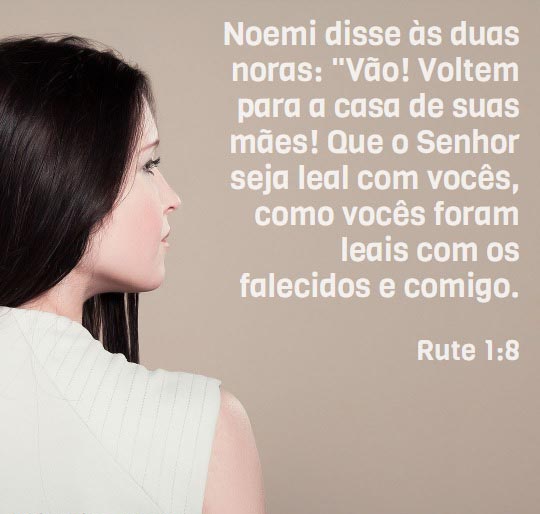 Noemi disse às duas
noras: "Vão! Voltem
para a casa de suas
mães! Que o Senhor
seja leal com vocês,
como vocês foram
leais com os
falecidos e comigo.
Rute 1:8